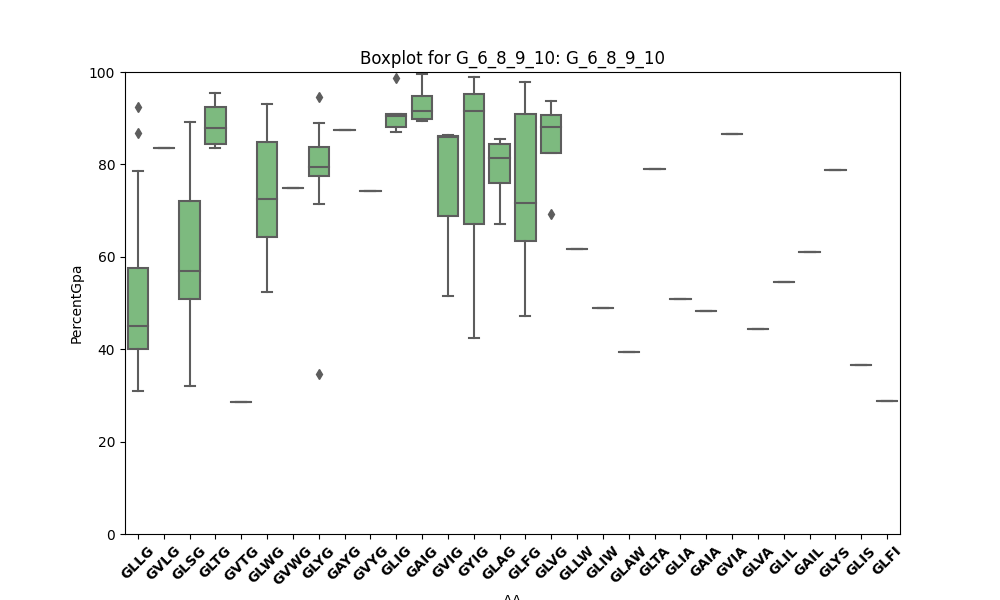 Boxplot for G_6_8_9_10: G_6_8_9_10
PercentGpa
100
80
60
40
20
0
GLLG
GVLG
GLSG
GLTG
GVTG
GLWG
GVWG
GLYG
GAYG
GVYG
GLIG
GAIG
GVIG
GYIG
GLAG
GLFG
GLVG
GLLW
GLIW
GLAW
GLTA
GLIA
GAIA
GVIA
GLVA
GLIL
GAIL
GLYS
GLIS
GLFI
AA